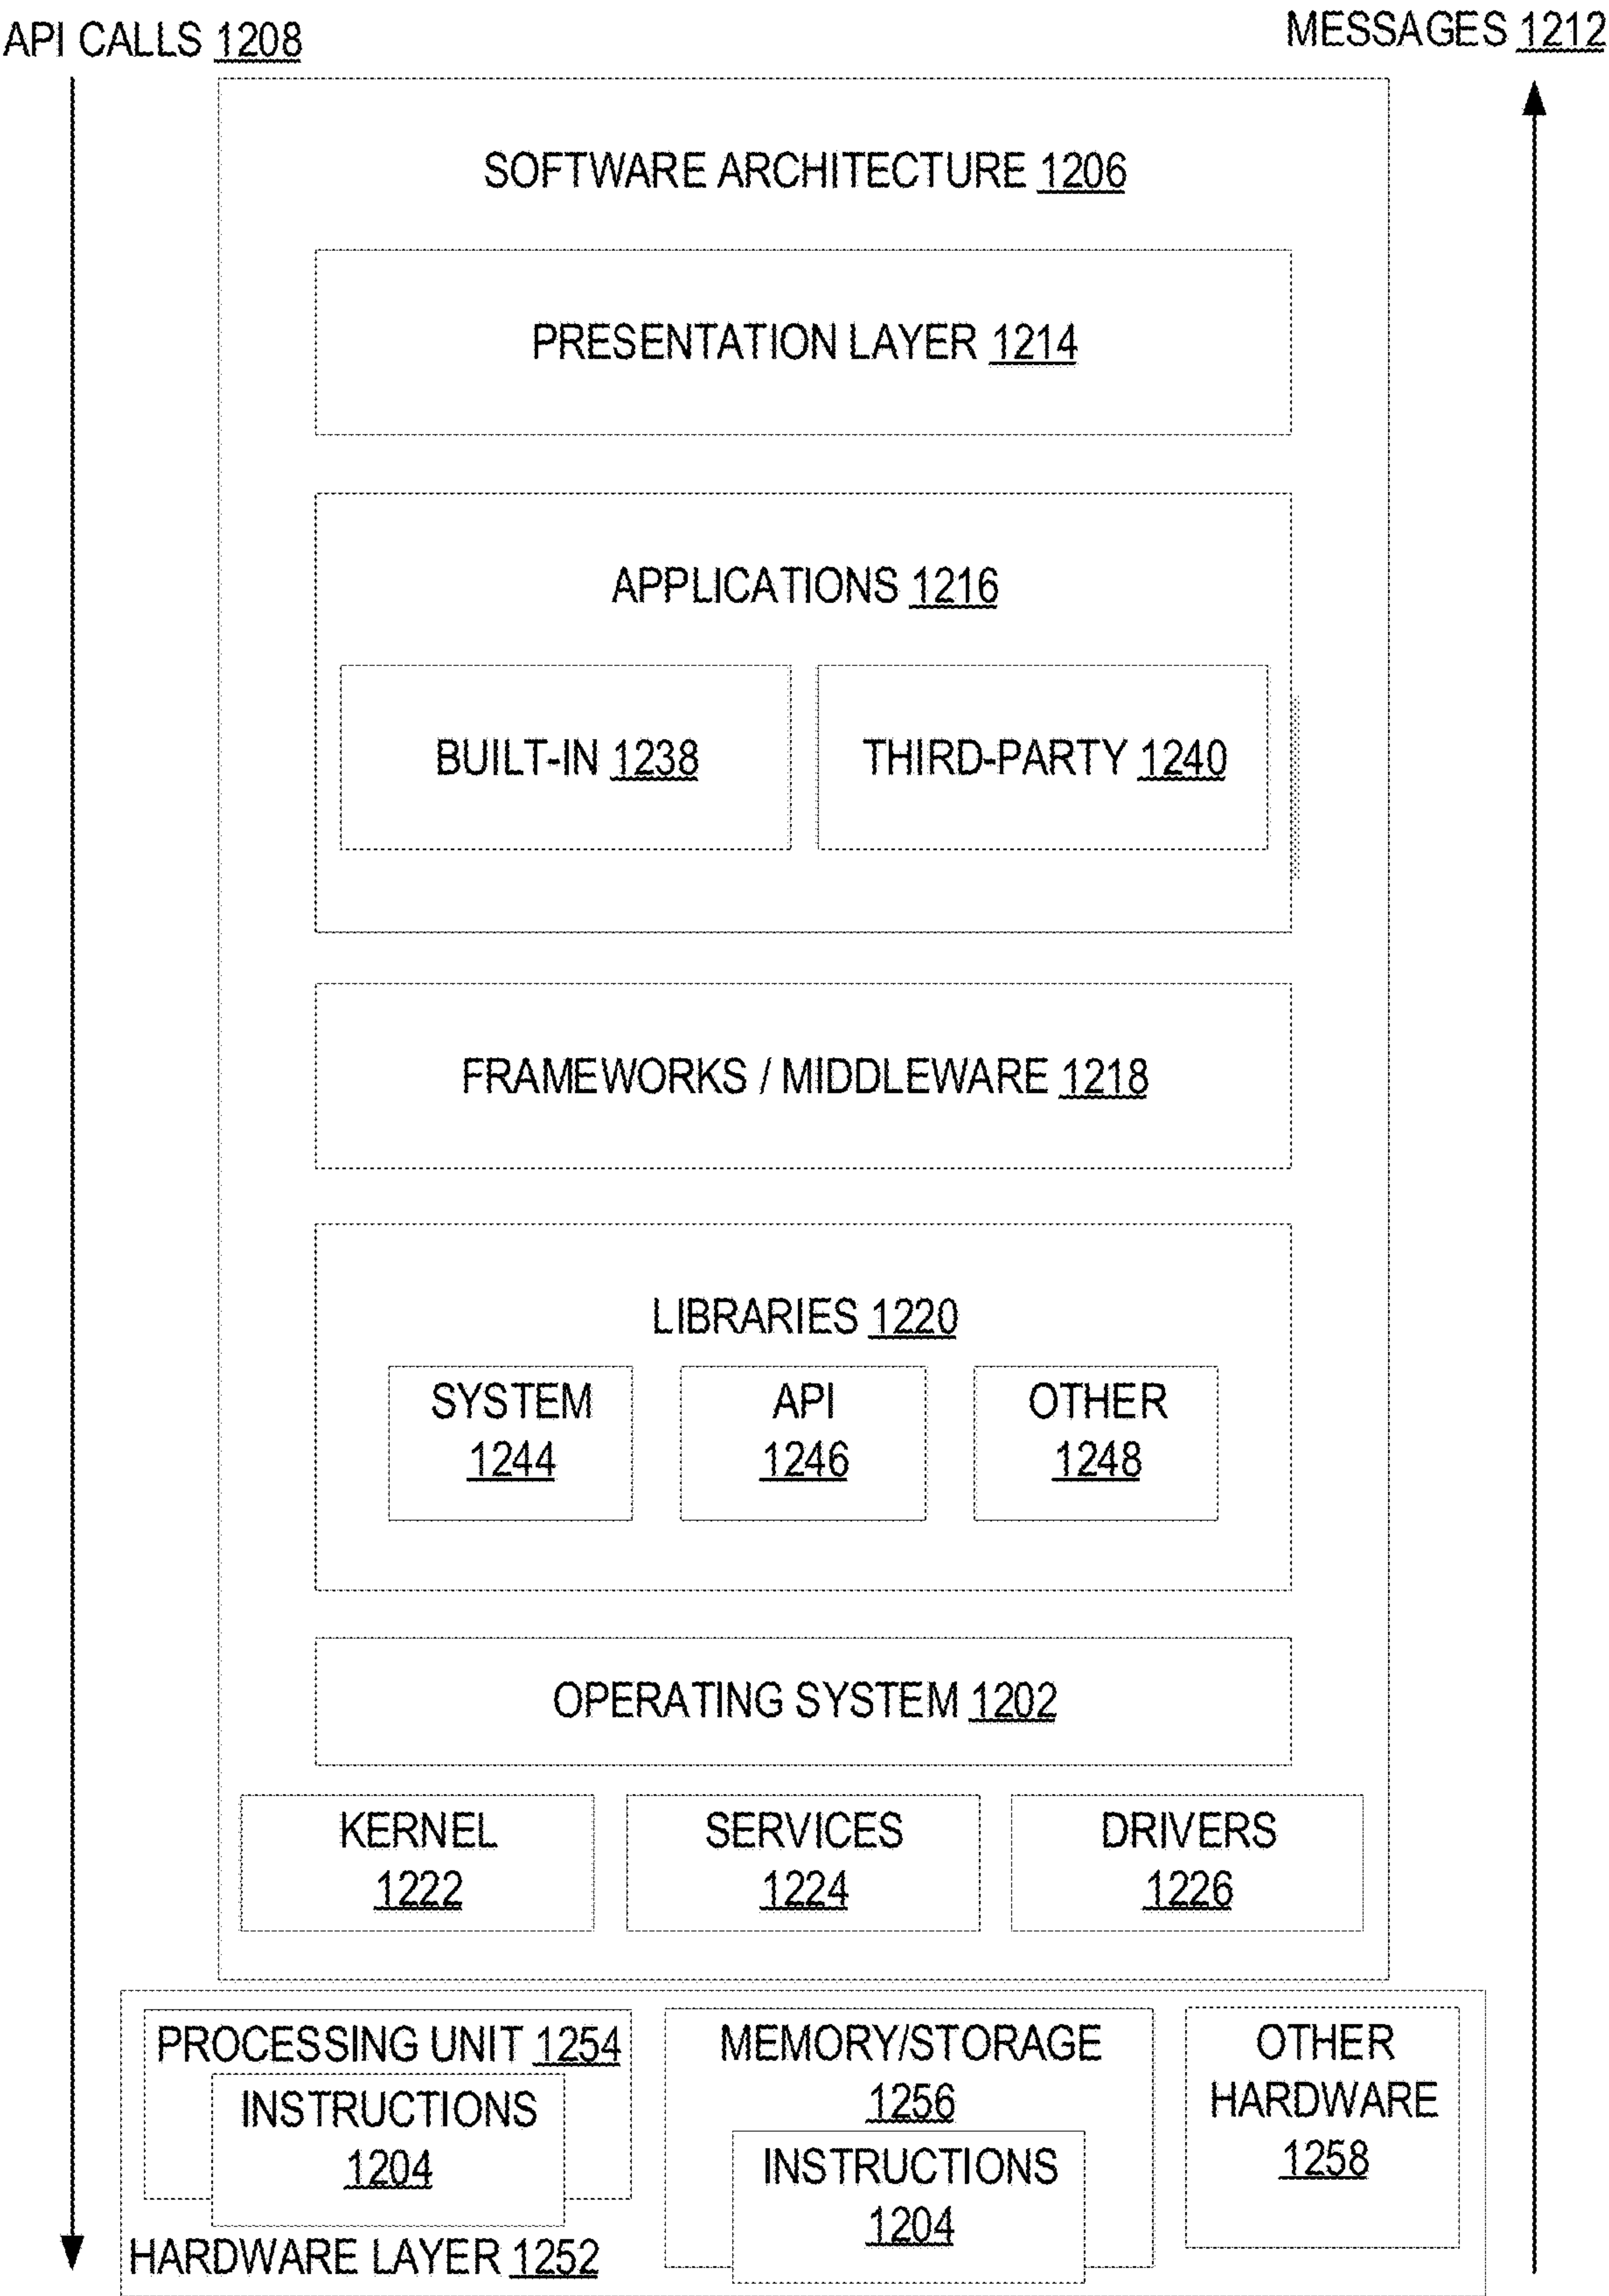 API CALLS 1208
MESSAGES 1212
SOFTWARE ARCHITECTURE 1206
PRESENTATION LAYER 1214
APPLICATIONS 1216
BUILT-IN 1238
THIRD-PARTY 1240
FRAMEWORKS / MIDDLEWARE 1218
LIBRARIES 1220
SYSTEM
1244
API
1246
OTHER
1248
OPERATING SYSTEM 1202
KERNEL
1222
SERVICES
1224
DRIVERS
1226
PROCESSING UNIT 1254
INSTRUCTIONS
1204
MEMORY/STORAGE
1256
INSTRUCTIONS
1204
OTHER
HARDWARE
1258
HARDWARE LAYER 1252